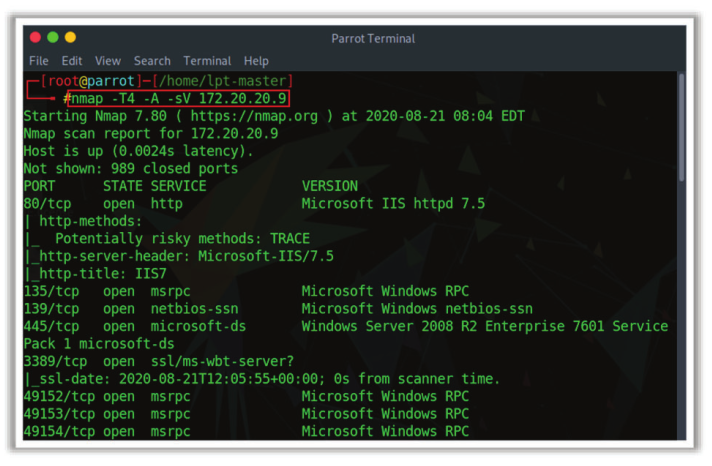 Parrot Terminal
File Edit View Search Terminal Help
┌─[root@parrot]─[/home/lpt-master]
└──╼ #nmap -T4 -A -sV 172.20.20.9
Starting Nmap 7.80 ( https://nmap.org ) at 2020-08-21 08:04 EDT
Nmap scan report for 172.20.20.9
Host is up (0.0024s latency).
Not shown: 989 closed ports
PORT      STATE SERVICE            VERSION
80/tcp    open  http               Microsoft IIS httpd 7.5
| http-methods:
|_  Potentially risky methods: TRACE
|_http-server-header: Microsoft-IIS/7.5
|_http-title: IIS7
135/tcp   open  msrpc              Microsoft Windows RPC
139/tcp   open  netbios-ssn        Microsoft Windows netbios-ssn
445/tcp   open  microsoft-ds       Windows Server 2008 R2 Enterprise 7601 Service
Pack 1 microsoft-ds
3389/tcp  open  ssl/ms-wbt-server?
|_ssl-date: 2020-08-21T12:05:55+00:00; 0s from scanner time.
49152/tcp open  msrpc              Microsoft Windows RPC
49153/tcp open  msrpc              Microsoft Windows RPC
49154/tcp open  msrpc              Microsoft Windows RPC